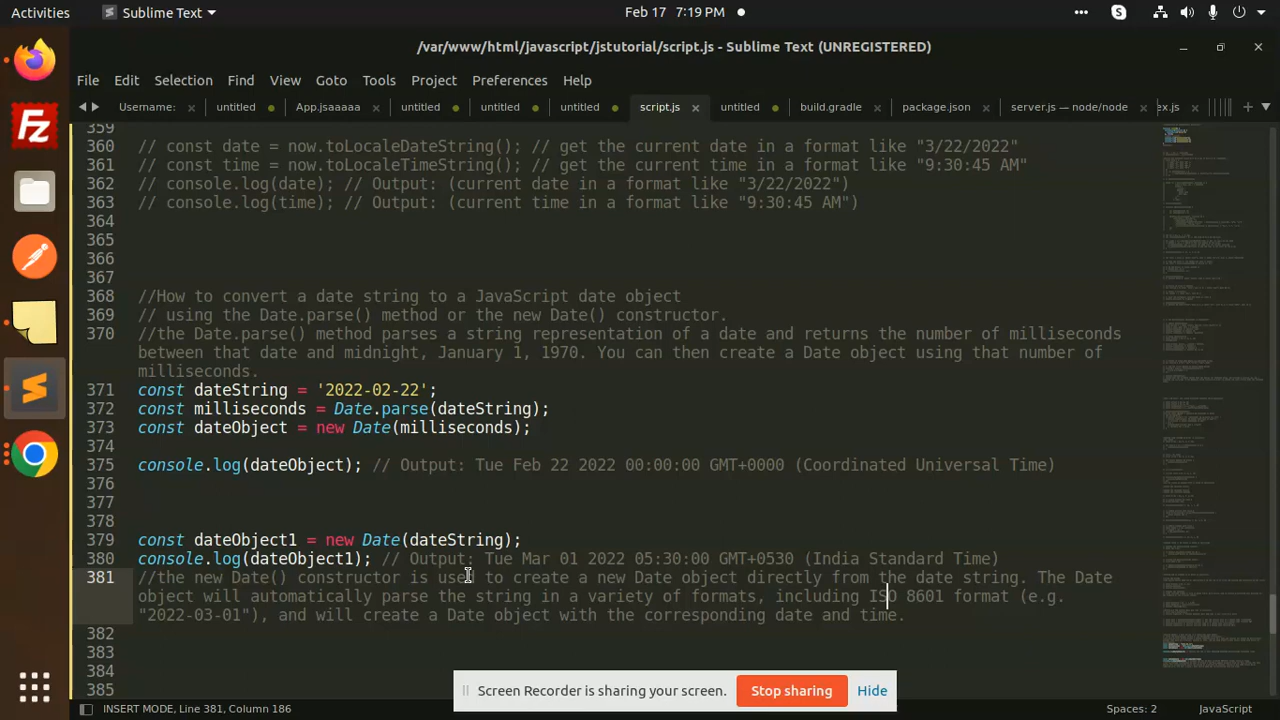 Activities Sublime Text Feb 17 7:19 PM
/var/www/html/javascript/jstutorial/script.js - Sublime Text (UNREGISTERED)
File Edit Selection Find View Goto Tools Project Preferences Help
Username: untitled App.jsaaaaa untitled untitled untitled script.js untitled build.gradle package.json server.js — node/node ex.js
359
360 // const date = now.toLocaleDateString(); // get the current date in a format like "3/22/2022"
361 // const time = now.toLocaleTimeString(); // get the current time in a format like "9:30:45 AM"
362 // console.log(date); // Output: (current date in a format like "3/22/2022")
363 // console.log(time); // Output: (current time in a format like "9:30:45 AM")
364
365
366
367
368 //How to convert a date string to a JavaScript date object
369 // using the Date.parse() method or the new Date() constructor.
370 //the Date.parse() method parses a string representation of a date and returns the number of milliseconds
between that date and midnight, January 1, 1970. You can then create a Date object using that number of
milliseconds.
371 const dateString = '2022-02-22';
372 const milliseconds = Date.parse(dateString);
373 const dateObject = new Date(milliseconds);
374
375 console.log(dateObject); // Output: Tue Feb 22 2022 00:00:00 GMT+0000 (Coordinated Universal Time)
376
377
378
379 const dateObject1 = new Date(dateString);
380 console.log(dateObject1); // Output: Tue Mar 01 2022 05:30:00 GMT+0530 (India Standard Time)
381 //the new Date() constructor is used to create a new Date object directly from the date string. The Date
object will automatically parse the string in a variety of formats, including ISO 8601 format (e.g.
"2022-03-01"), and will create a Date object with the corresponding date and time.
382
383
384
385
Screen Recorder is sharing your screen. Stop sharing Hide
INSERT MODE, Line 381, Column 186 Spaces: 2 JavaScript